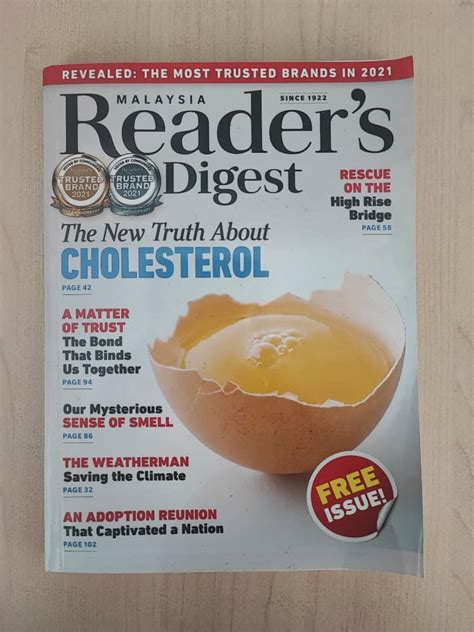 REVEALED: THE MOST TRUSTED BRANDS IN 2021
MALAYSIA
SINCE 1922
Reader's
Digest
TRUSTED
BRAND
2021
TRUSTED
BRAND
2021
RESCUE
ON THE
High Rise
Bridge
PAGE 58
The New Truth About
CHOLESTEROL
PAGE 42
A MATTER
OF TRUST
The Bond
That Binds
Us Together
PAGE 94
Our Mysterious
SENSE OF SMELL
PAGE 86
THE WEATHERMAN
Saving the Climate
PAGE 32
AN ADOPTION REUNION
That Captivated a Nation
PAGE 102
FREE
ISSUE!